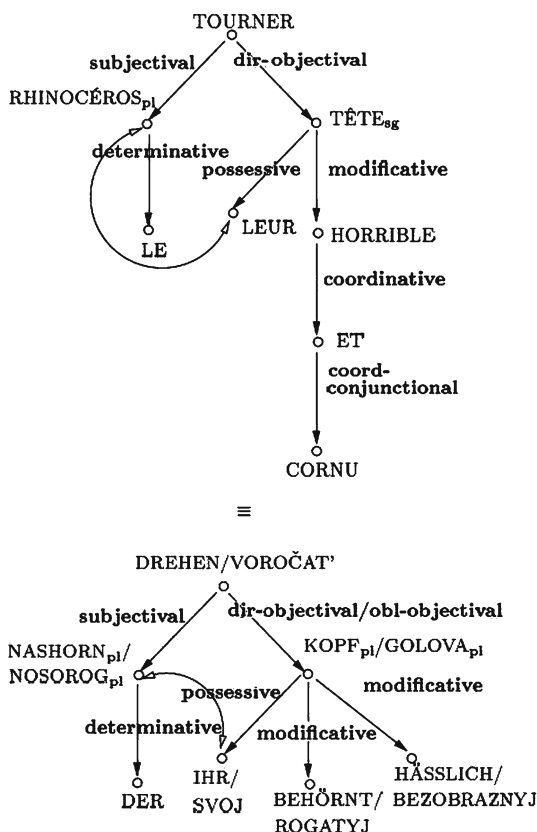 TOURNER
subjectival dir-objectival
RHINOCÉROSpl
TÊTEsg
determinative
possessive modificative
LE
LEUR
HORRIBLE
coordinative
ET
coord-
conjunctional
CORNU
≡
DREHEN/VOROČAT'
subjectival dir-objectival/obl-objectival
NASHORNpl/
NOSOROGpl
KOPFpl/GOLOVApl
possessive modificative
determinative modificative
DER
IHR/
SVOJ
BEHÖRNT/
ROGATYJ
HÄSSLICH/
BEZOBRAZNYJ